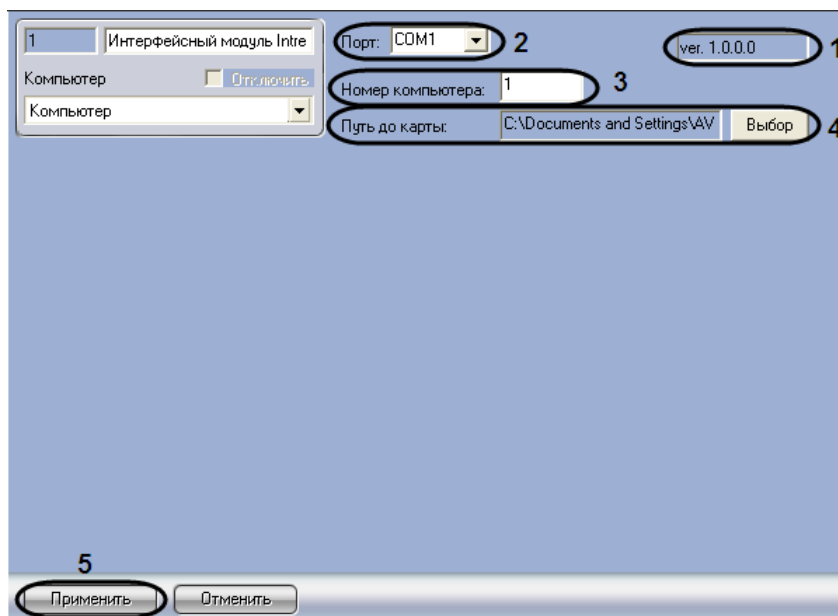 1 Интерфейсный модуль Intre
Порт: COM1 2
ver. 1.0.0.0 1
Компьютер Отключить
Номер компьютера: 1 3
Компьютер
Путь до карты: C:\Documents and Settings\AV Выбор 4
5
Применить Отменить